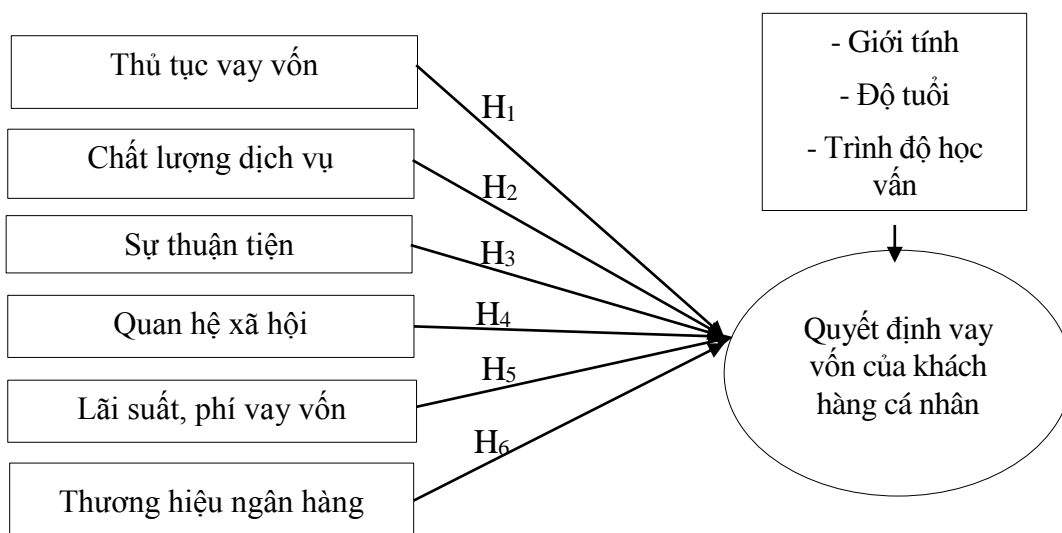 Thủ tục vay vốn
Chất lượng dịch vụ
Sự thuận tiện
Quan hệ xã hội
Lãi suất, phí vay vốn
Thương hiệu ngân hàng
H1
H2
H3
H4
H5
H6
- Giới tính
- Độ tuổi
- Trình độ học
vấn
Quyết định vay
vốn của khách
hàng cá nhân